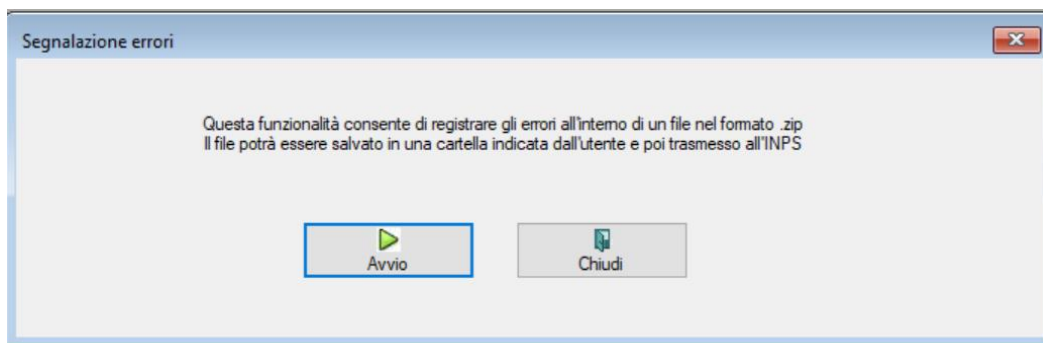 Segnalazione errori
Questa funzionalità consente di registrare gli errori all'interno di un file nel formato .zip
Il file potrà essere salvato in una cartella indicata dall'utente e poi trasmesso all'INPS
Avvio
Chiudi